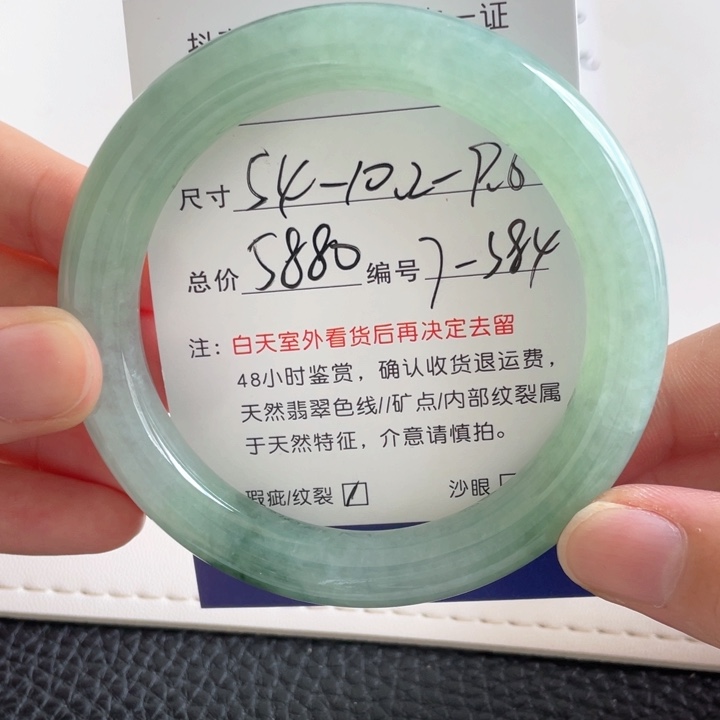 一证
尺寸 54-10.2-9.6
总价 5880 编号 7-584
注：白天室外看货后再决定去留
48小时鉴赏，确认收货退运费，
天然翡翠色线//矿点/内部纹裂属
于天然特征，介意请慎拍。
瑕疵/纹裂 沙眼